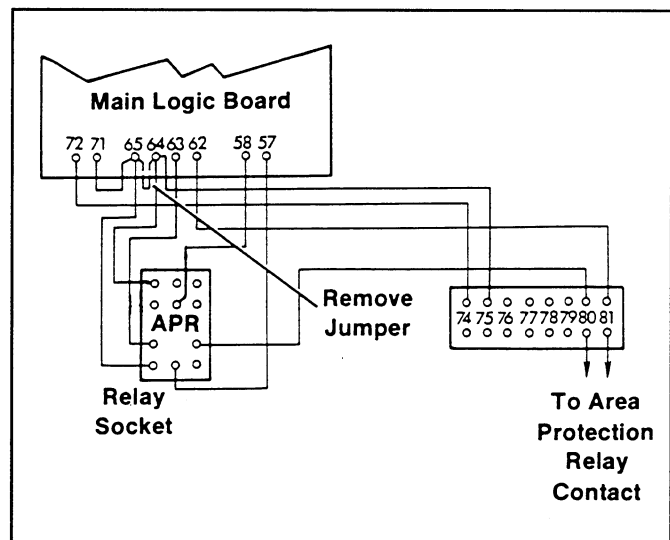 Main Logic Board
72 71 65 64 63 62 58 57
Remove
Jumper
APR
74 75 76 77 78 79 80 81
Relay
Socket
To Area
Protection
Relay
Contact